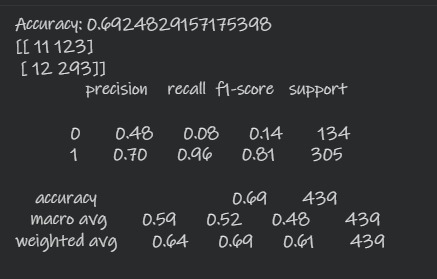 Accuracy: 0.6924829157175398
[[ 11 123]
[ 12 293]]
precision recall f1-score support
0 0.48 0.08 0.14 134
1 0.70 0.96 0.81 305
accuracy 0.69 439
macro avg 0.59 0.52 0.48 439
weighted avg 0.64 0.69 0.61 439